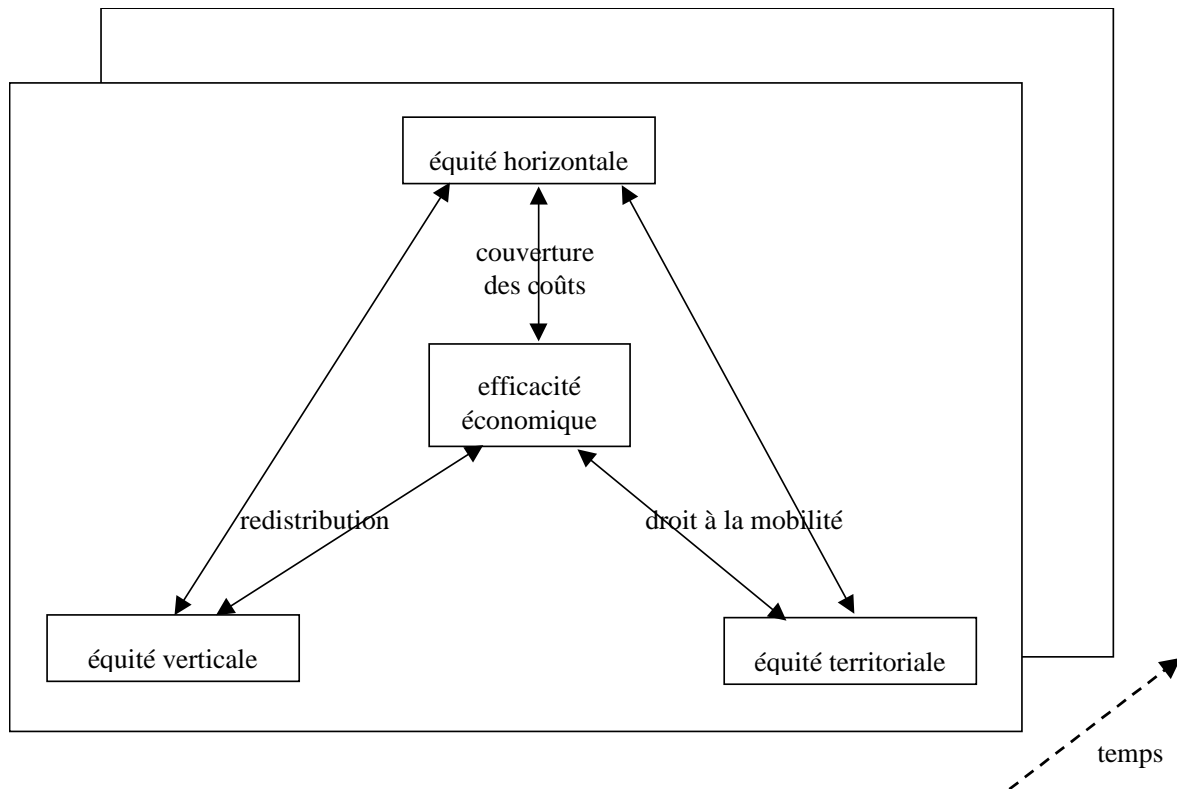 équité horizontale
couverture
des coûts
efficacité
économique
redistribution
droit à la mobilité
équité verticale
équité territoriale
temps